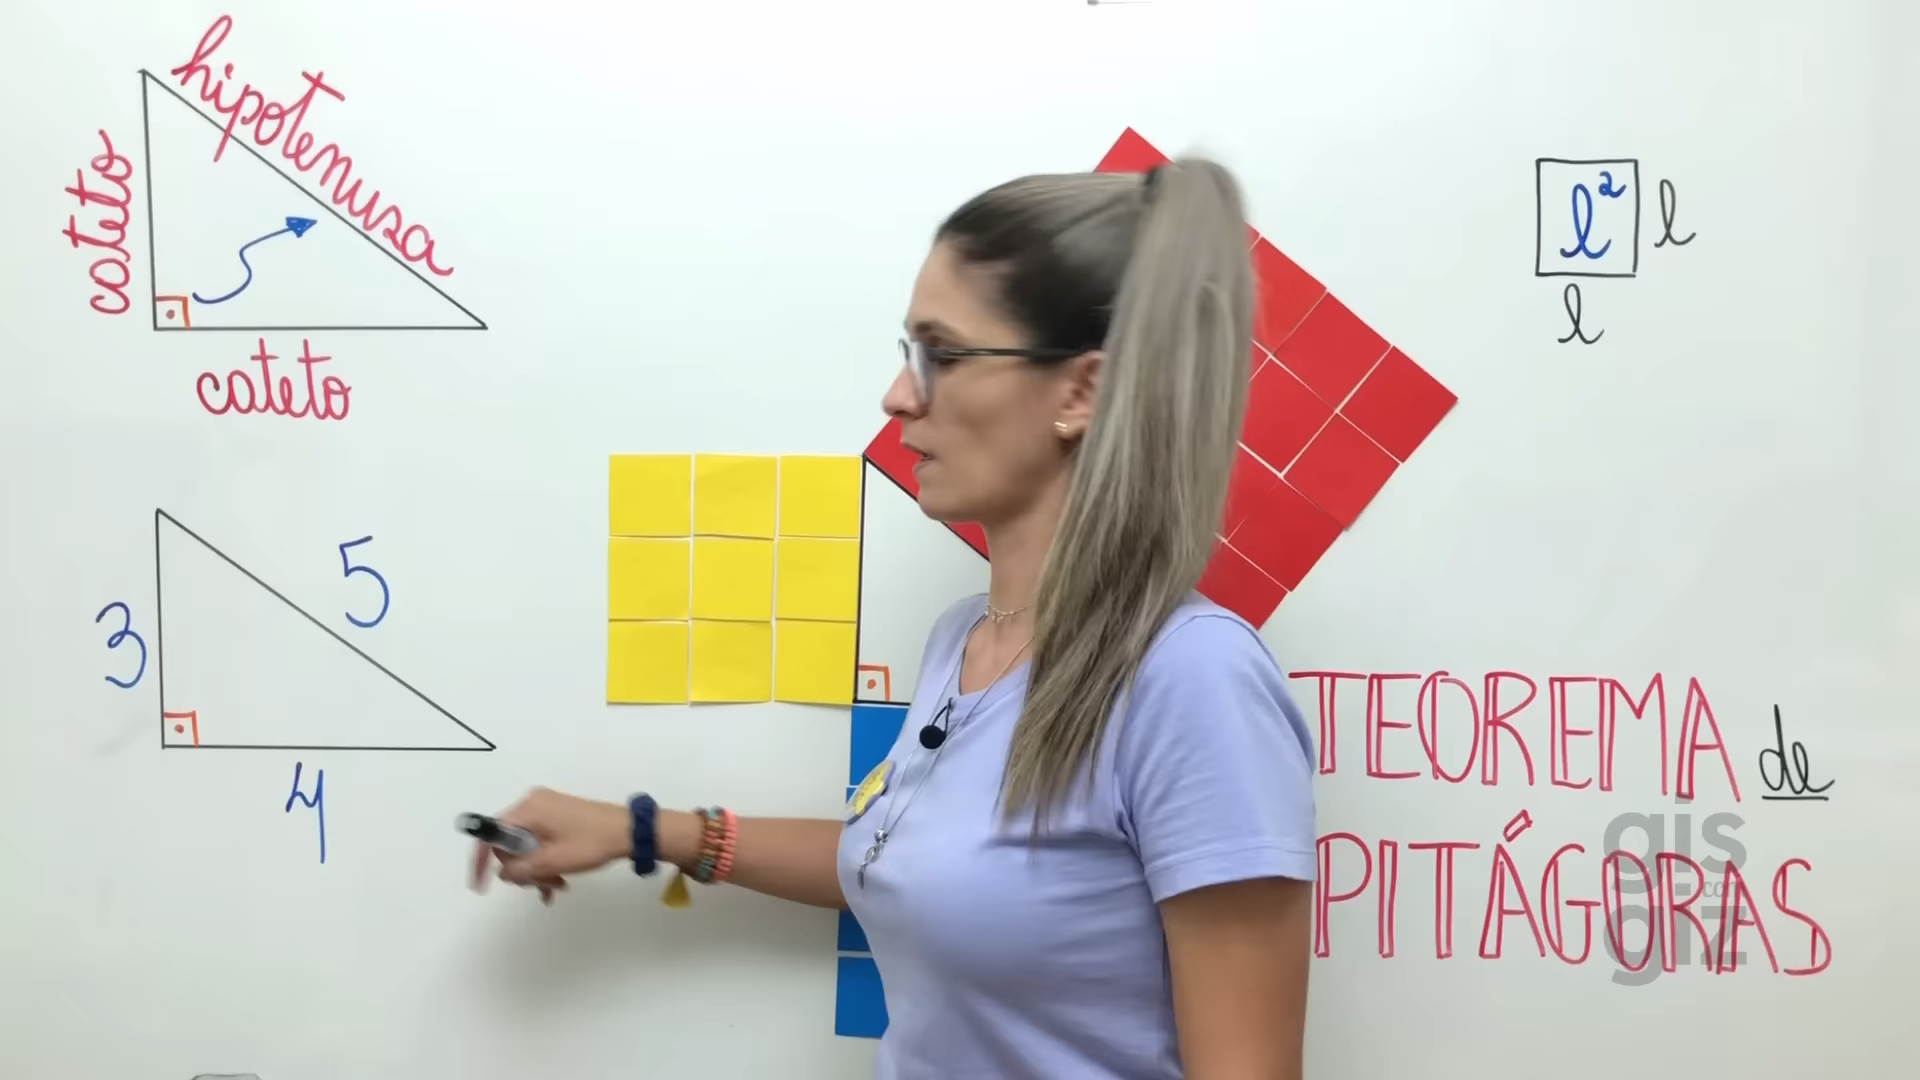 hipotenusa
cateto
cateto
l²
l
l
5
3
4
TEOREMA de
PITÁGORAS
gis
com
giz